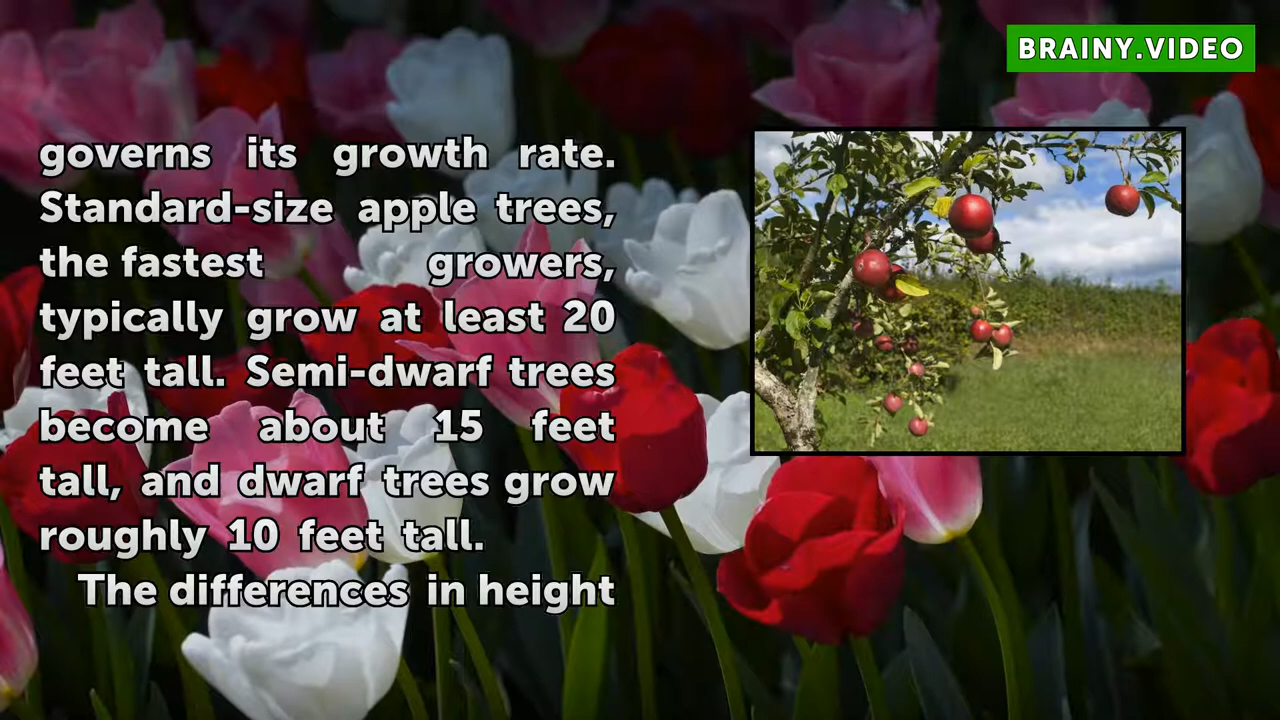 BRAINY.VIDEO
governs its growth rate.
Standard-size apple trees,
the fastest growers,
typically grow at least 20
feet tall. Semi-dwarf trees
become about 15 feet
tall, and dwarf trees grow
roughly 10 feet tall.
The differences in height